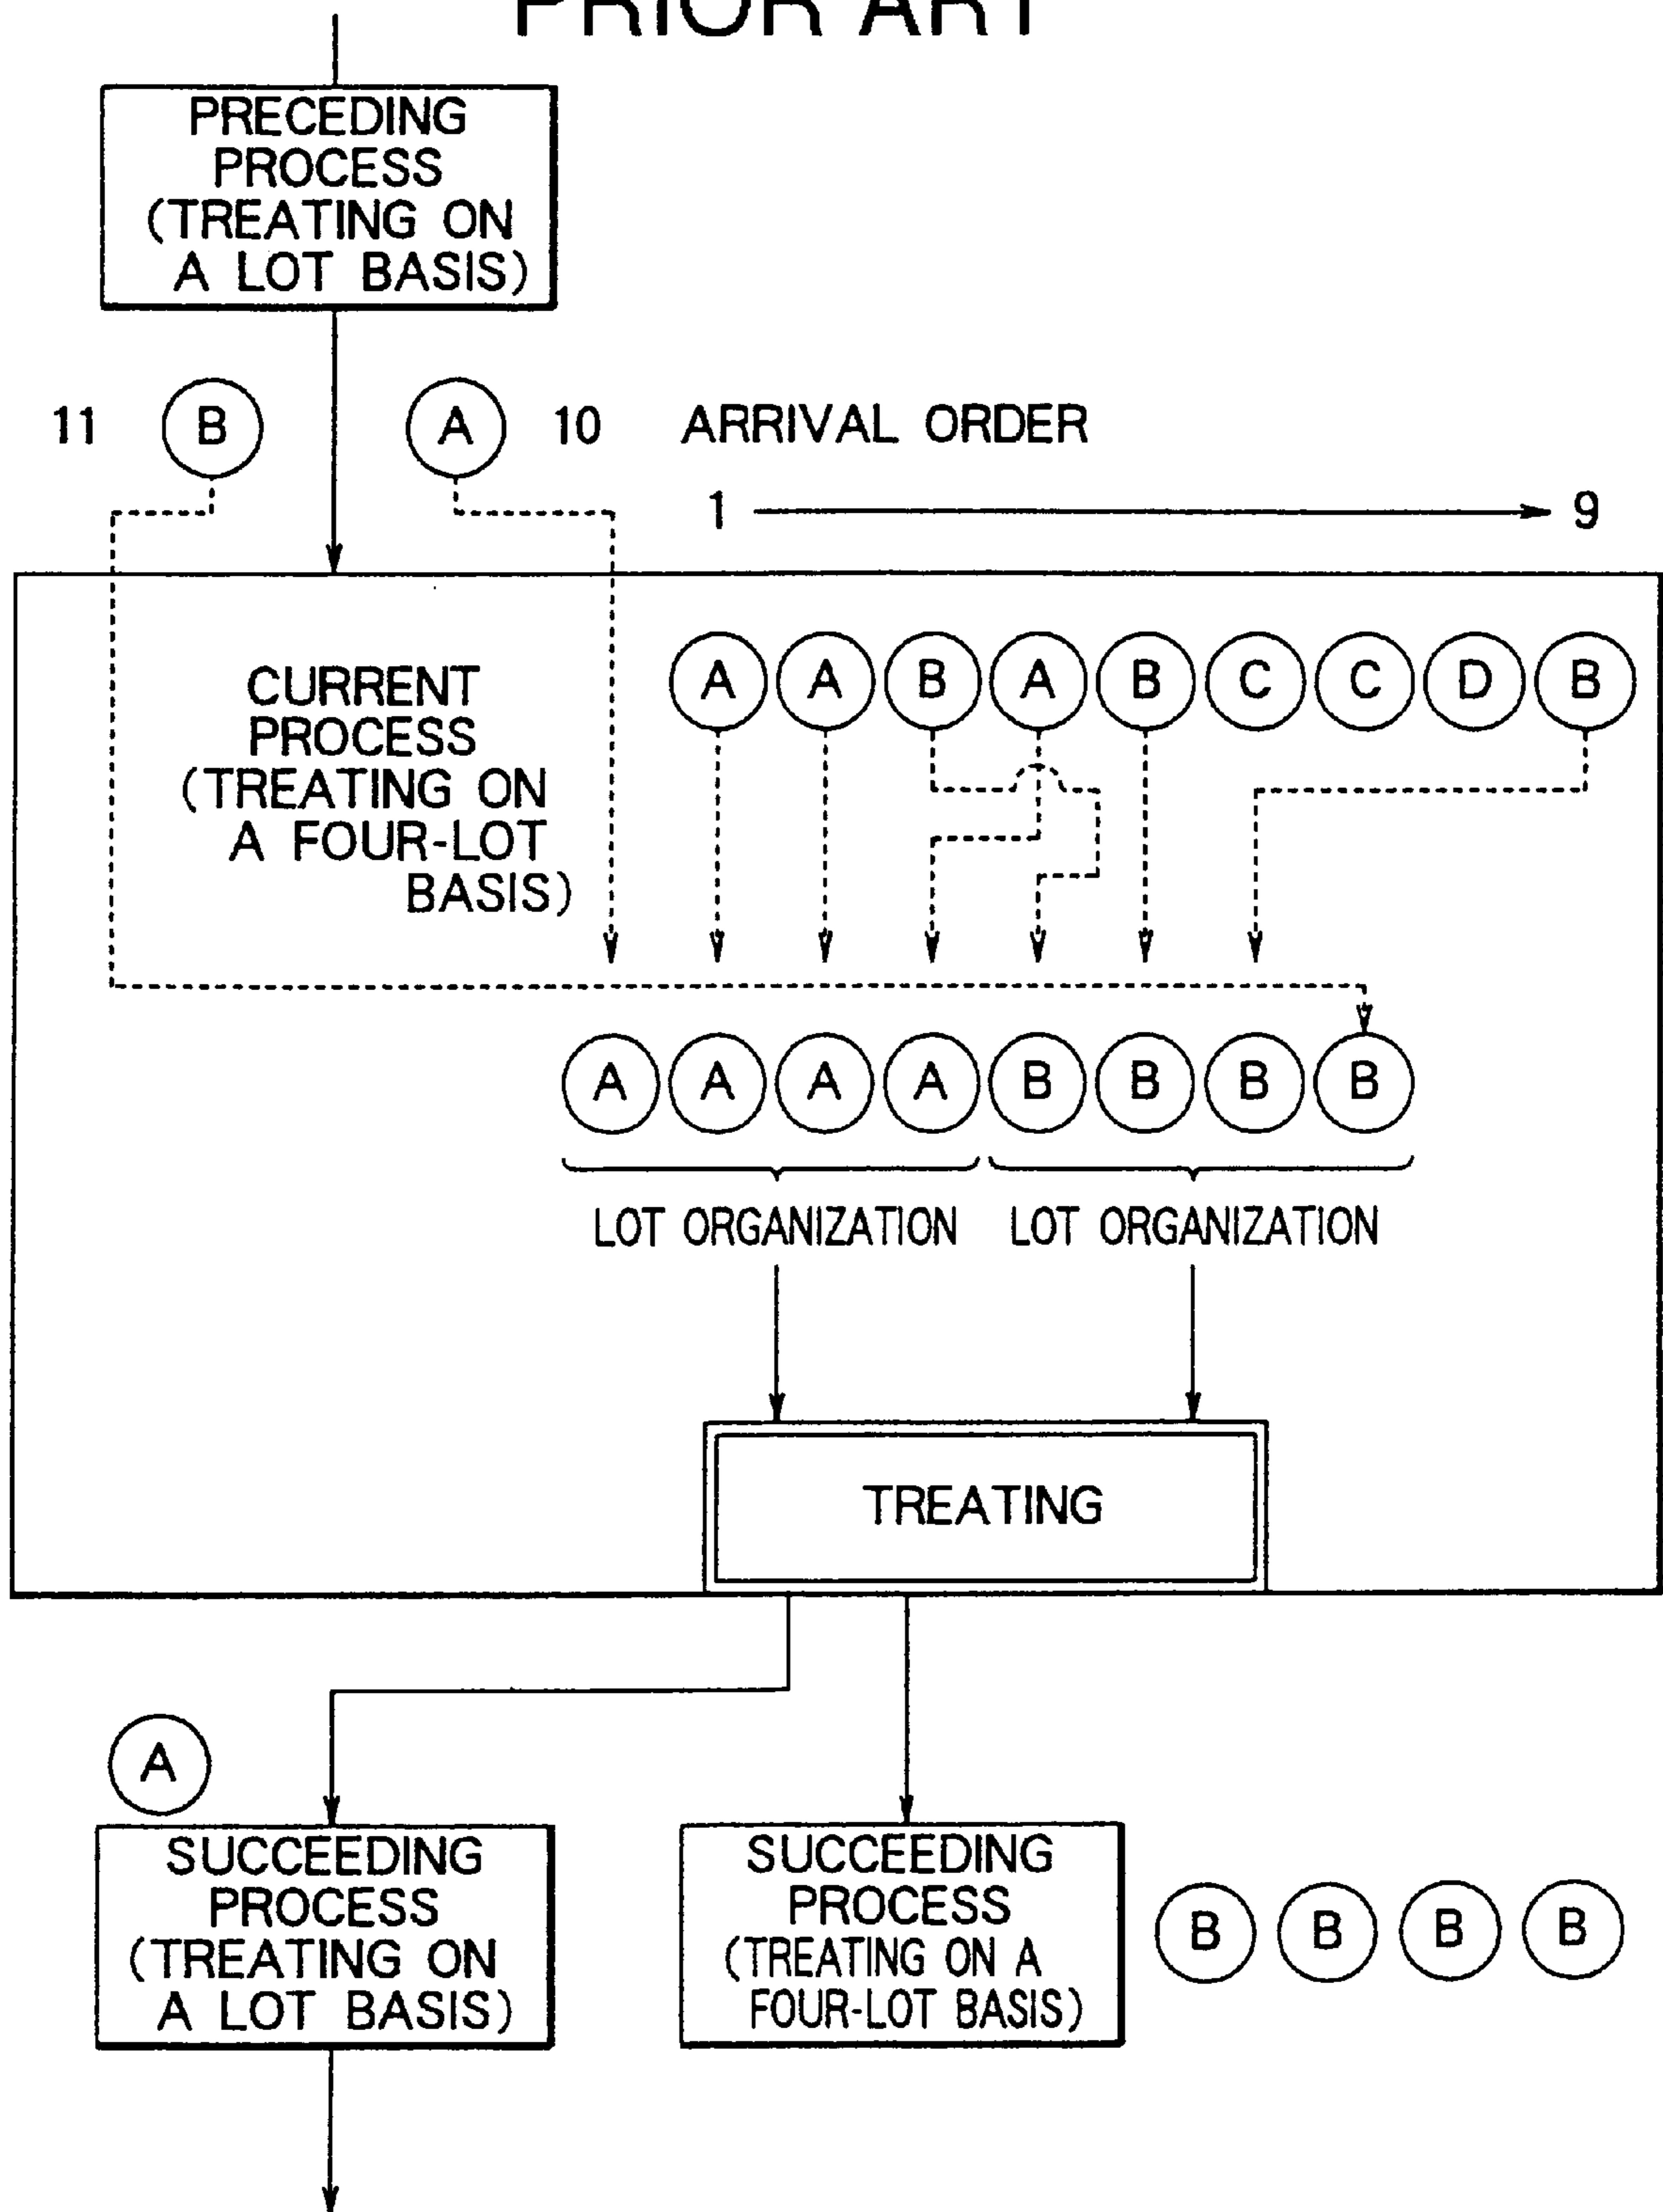 PRIOR ART
PRECEDING
PROCESS
(TREATING ON
A LOT BASIS)
11 B A 10 ARRIVAL ORDER
1 9
A A B A B C C D B
CURRENT
PROCESS
(TREATING ON
A FOUR-LOT
BASIS)
A A A A B B B B
LOT ORGANIZATION LOT ORGANIZATION
TREATING
A
SUCCEEDING
PROCESS
(TREATING ON
A LOT BASIS)
SUCCEEDING
PROCESS
(TREATING ON A
FOUR-LOT BASIS)
B B B B